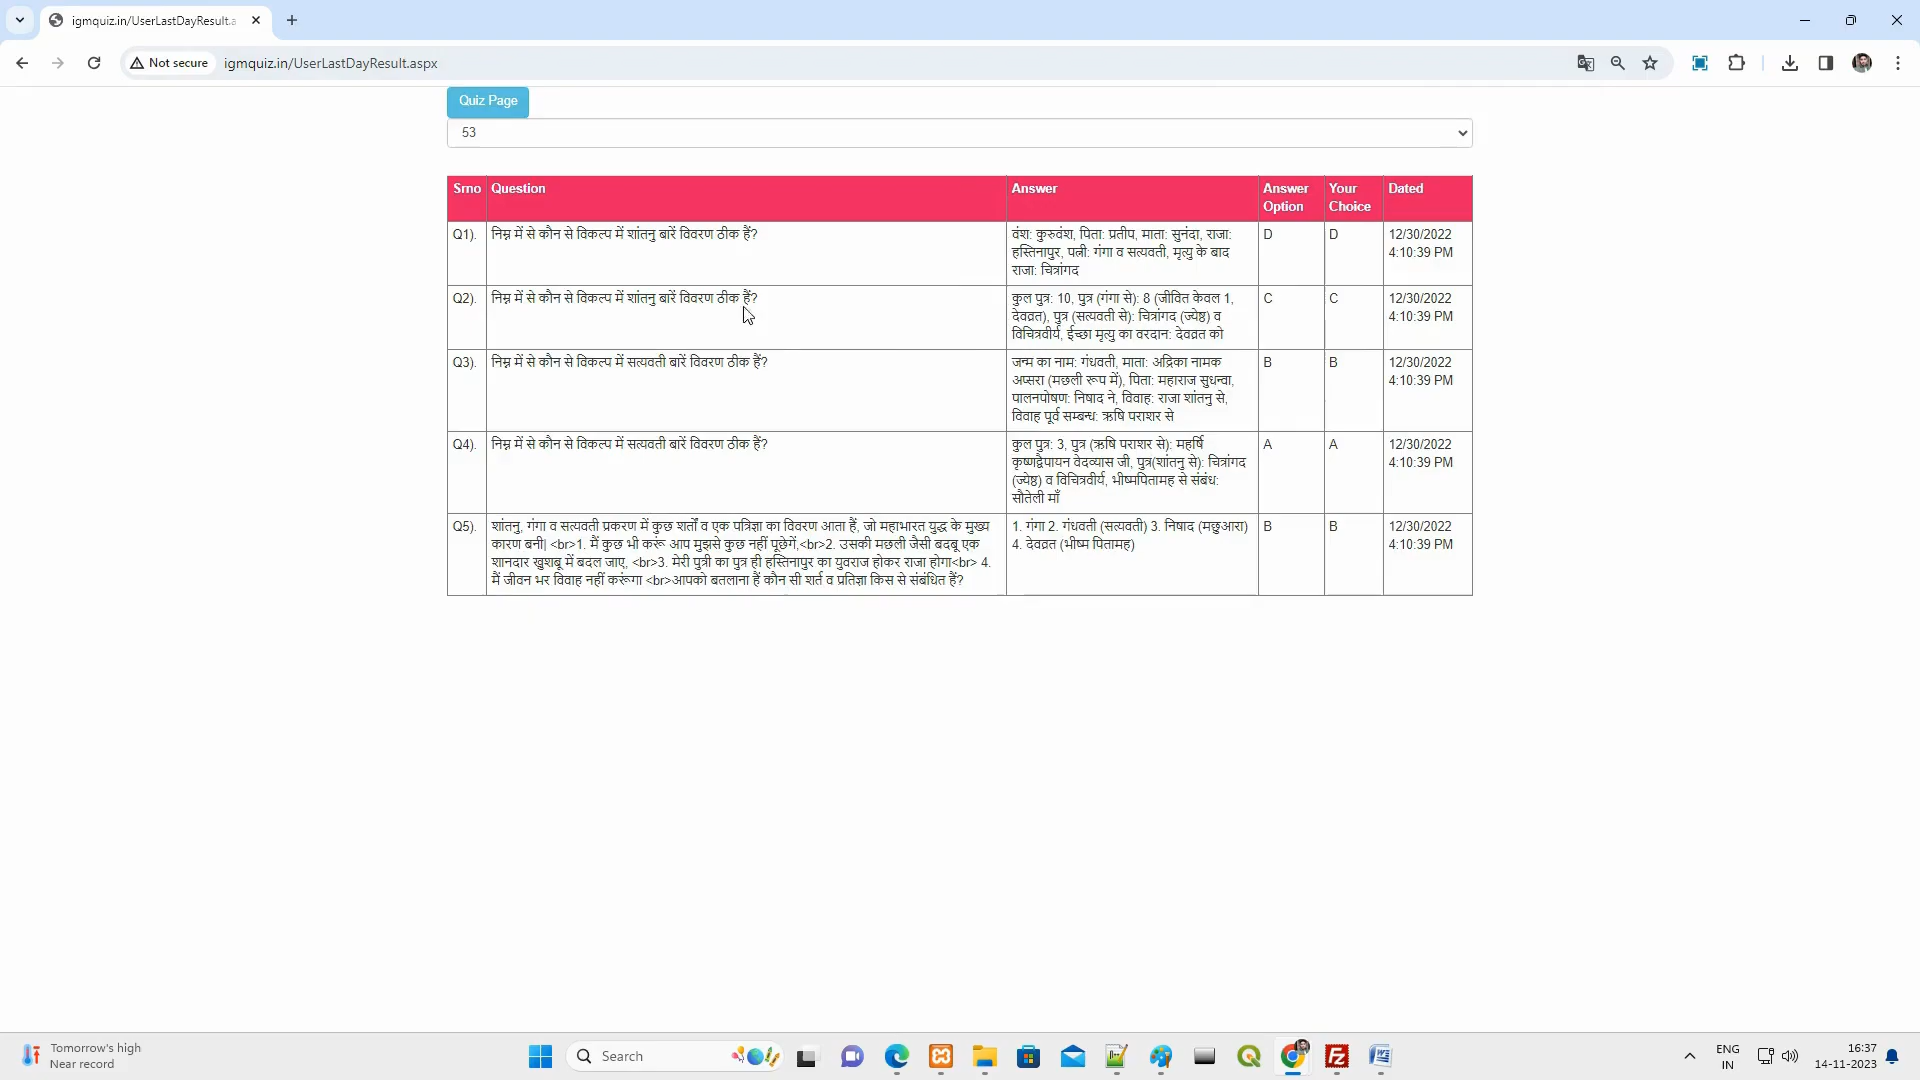 igmquiz.in/UserLastDayResult.a
Not secure
igmquiz.in/UserLastDayResult.aspx
Quiz Page
53
Srno Question Answer Answer Option Your Choice Dated
Q1). निम्न में से कौन से विकल्प में शांतनु बारें विवरण ठीक हैं?
वंश: कुरुवंश, पिता: प्रतीप, माता: सुनंदा, राजा:
हस्तिनापुर, पत्नी: गंगा व सत्यवती, मृत्यु के बाद
राजा: चित्रांगद
D D 12/30/2022
4:10:39 PM
Q2). निम्न में से कौन से विकल्प में शांतनु बारें विवरण ठीक हैं?
कुल पुत्र: 10, पुत्र (गंगा से): 8 (जीवित केवल 1,
देवव्रत), पुत्र (सत्यवती से): चित्रांगद (ज्येष्ठ) व
विचित्रवीर्य, ईच्छा मृत्यु का वरदान: देवव्रत को
C C 12/30/2022
4:10:39 PM
Q3). निम्न में से कौन से विकल्प में सत्यवती बारें विवरण ठीक हैं?
जन्म का नाम: गंधवती, माता: अद्रिका नामक
अप्सरा (मछली रूप में), पिता: महाराज सुधन्वा,
पालनपोषण: निषाद ने, विवाह: राजा शांतनु से,
विवाह पूर्व सम्बन्ध: ऋषि पराशर से
B B 12/30/2022
4:10:39 PM
Q4). निम्न में से कौन से विकल्प में सत्यवती बारें विवरण ठीक हैं?
कुल पुत्र: 3, पुत्र (ऋषि पराशर से): महर्षि
कृष्णद्वैपायन वेदव्यास जी, पुत्र(शांतनु से): चित्रांगद
(ज्येष्ठ) व विचित्रवीर्य, भीष्मपितामह से संबंध:
सौतेली माँ
A A 12/30/2022
4:10:39 PM
Q5). शांतनु, गंगा व सत्यवती प्रकरण में कुछ शर्तों व एक पत्रिज्ञा का विवरण आता हैं, जो महाभारत युद्ध के मुख्य
कारण बनी| <br>1. मैं कुछ भी करूं आप मुझसे कुछ नहीं पूछेगें,<br>2. उसकी मछली जैसी बदबू एक
शानदार खुशबू में बदल जाए, <br>3. मेरी पुत्री का पुत्र ही हस्तिनापुर का युवराज होकर राजा होगा<br> 4.
मैं जीवन भर विवाह नहीं करूंगा <br>आपको बतलाना हैं कौन सी शर्त व प्रतिज्ञा किस से संबंधित हैं?
1. गंगा 2. गंधवती (सत्यवती) 3. निषाद (मछुआरा)
4. देवव्रत (भीष्म पितामह)
B B 12/30/2022
4:10:39 PM
Tomorrow's high
Near record
Search
ENG
IN
16:37
14-11-2023